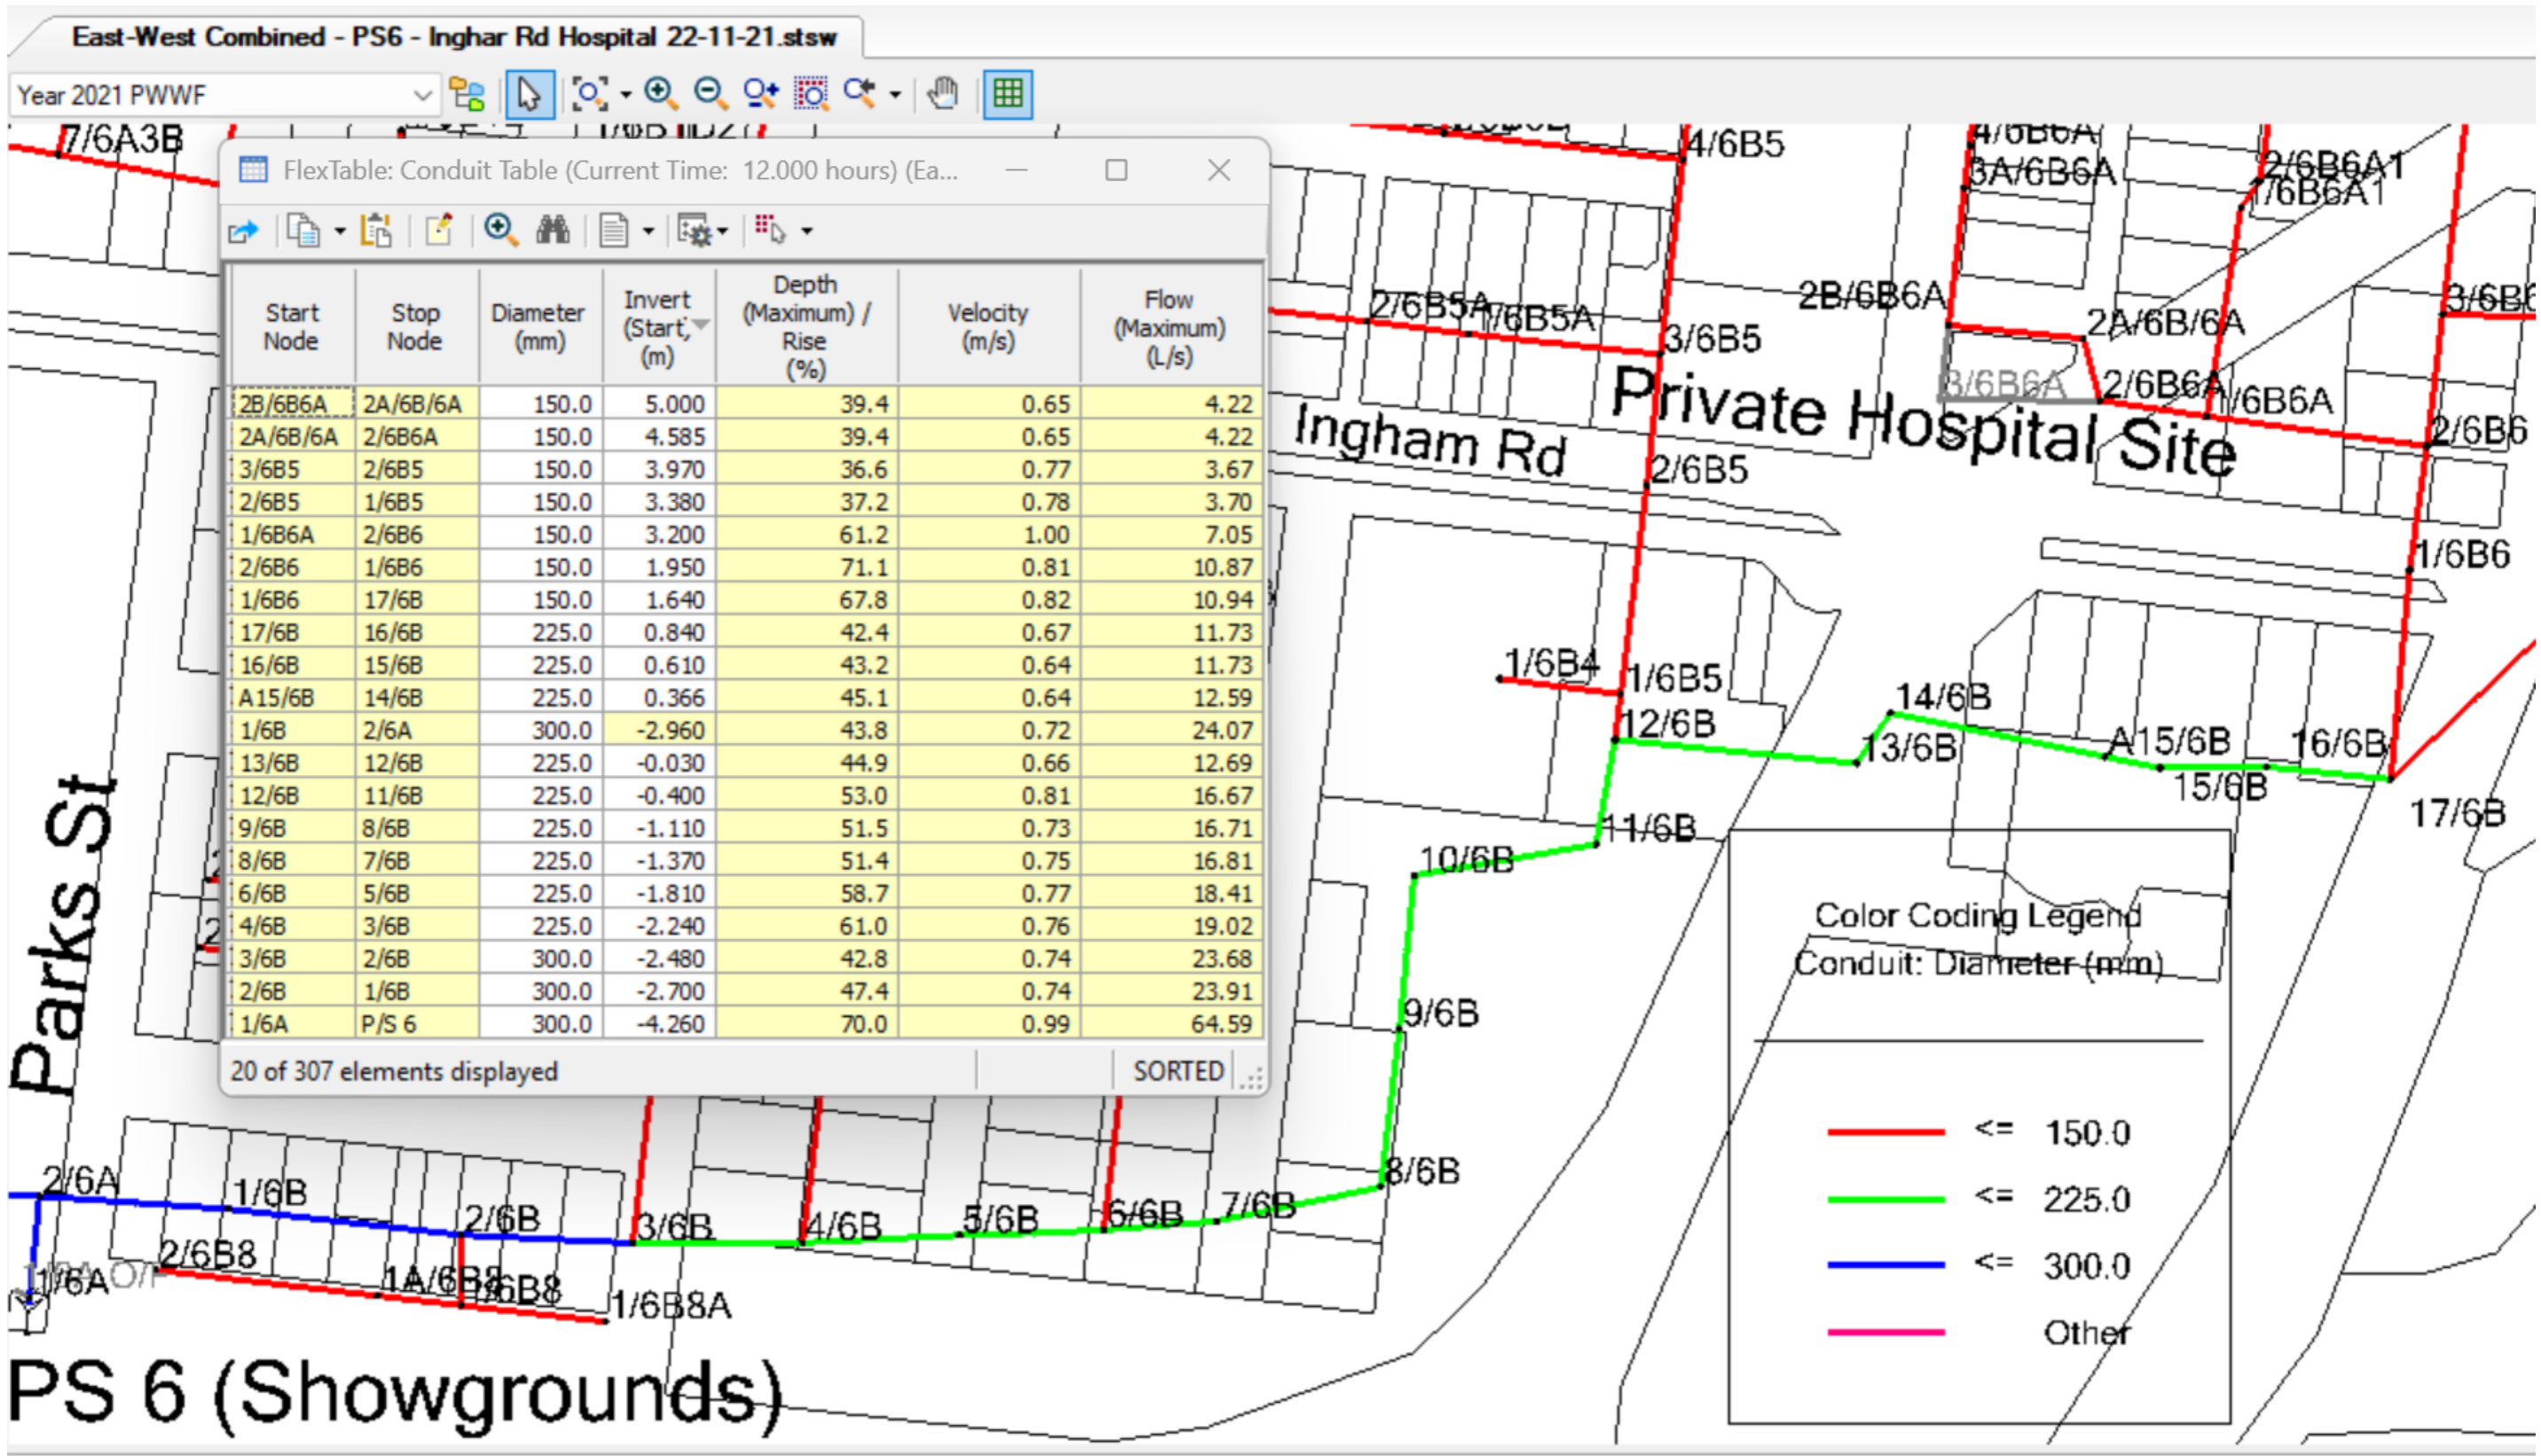 East-West Combined - PS6 - Inghar Rd Hospital 22-11-21.stsw
Year 2021 PWWF
7/6A3B
FlexTable: Conduit Table (Current Time: 12.000 hours) (Ea...
Start Node Stop Node Diameter (mm) Invert (Start, (m) Depth (Maximum) / Rise (%) Velocity (m/s) Flow (Maximum) (L/s)
2B/6B6A 2A/6B/6A 150.0 5.000 39.4 0.65 4.22
2A/6B/6A 2/6B6A 150.0 4.585 39.4 0.65 4.22
3/6B5 2/6B5 150.0 3.970 36.6 0.77 3.67
2/6B5 1/6B5 150.0 3.380 37.2 0.78 3.70
1/6B6A 2/6B6 150.0 3.200 61.2 1.00 7.05
2/6B6 1/6B6 150.0 1.950 71.1 0.81 10.87
1/6B6 17/6B 150.0 1.640 67.8 0.82 10.94
17/6B 16/6B 225.0 0.840 42.4 0.67 11.73
16/6B 15/6B 225.0 0.610 43.2 0.64 11.73
A15/6B 14/6B 225.0 0.366 45.1 0.64 12.59
1/6B 2/6A 300.0 -2.960 43.8 0.72 24.07
13/6B 12/6B 225.0 -0.030 44.9 0.66 12.69
12/6B 11/6B 225.0 -0.400 53.0 0.81 16.67
9/6B 8/6B 225.0 -1.110 51.5 0.73 16.71
8/6B 7/6B 225.0 -1.370 51.4 0.75 16.81
6/6B 5/6B 225.0 -1.810 58.7 0.77 18.41
4/6B 3/6B 225.0 -2.240 61.0 0.76 19.02
3/6B 2/6B 300.0 -2.480 42.8 0.74 23.68
2/6B 1/6B 300.0 -2.700 47.4 0.74 23.91
1/6A P/S 6 300.0 -4.260 70.0 0.99 64.59
20 of 307 elements displayed
SORTED
4/6B5
4/6B6A
3A/6B6A
2/6B6A1
1/6B6A1
2B/6B6A
2A/6B/6A
2/6B5A
1/6B5A
3/6B5
3/6B6A
2/6B6A
1/6B6A
Private Hospital Site
Ingham Rd
2/6B6
2/6B5
1/6B6
1/6B4
1/6B5
12/6B
14/6B
13/6B
A15/6B
16/6B
15/6B
17/6B
11/6B
10/6B
9/6B
8/6B
Parks St
Color Coding Legend
Conduit: Diameter (mm)
<= 150.0
<= 225.0
<= 300.0
Other
2/6A
1/6B
2/6B
3/6B
4/6B
5/6B
6/6B
7/6B
2/6B8
1A/6B8
1/6B8
1/6B8A
1/6A
O/F
PS 6 (Showgrounds)